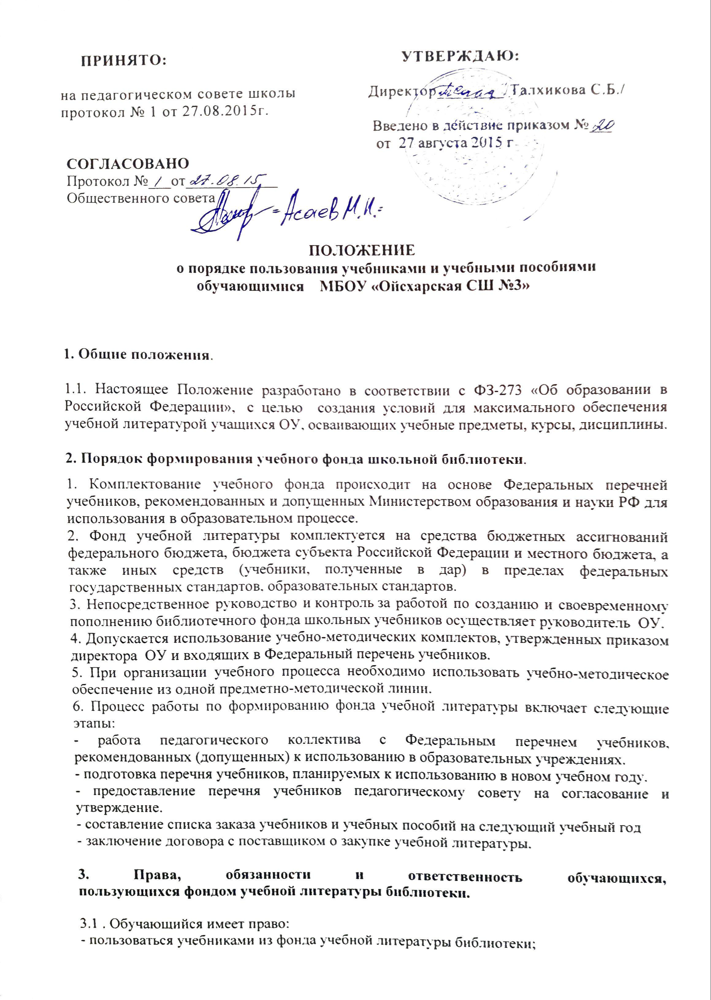 ПРИНЯТО:
УТВЕРЖДАЮ:
на педагогическом совете школы
протокол № 1 от 27.08.2015г.
Директор /Талхикова С.Б./
Введено в действие приказом № 20
от 27 августа 2015 г
СОГЛАСОВАНО
Протокол № 1 от 27.08.15
Общественного совета
= Асаев М.И.=
ПОЛОЖЕНИЕ
о порядке пользования учебниками и учебными пособиями
обучающимися МБОУ «Ойсхарская СШ №3»
1. Общие положения.
1.1. Настоящее Положение разработано в соответствии с ФЗ-273 «Об образовании в
Российской Федерации», с целью создания условий для максимального обеспечения
учебной литературой учащихся ОУ, осваивающих учебные предметы, курсы, дисциплины.
2. Порядок формирования учебного фонда школьной библиотеки.
1. Комплектование учебного фонда происходит на основе Федеральных перечней
учебников, рекомендованных и допущенных Министерством образования и науки РФ для
использования в образовательном процессе.
2. Фонд учебной литературы комплектуется на средства бюджетных ассигнований
федерального бюджета, бюджета субъекта Российской Федерации и местного бюджета, а
также иных средств (учебники, полученные в дар) в пределах федеральных
государственных стандартов, образовательных стандартов.
3. Непосредственное руководство и контроль за работой по созданию и своевременному
пополнению библиотечного фонда школьных учебников осуществляет руководитель ОУ.
4. Допускается использование учебно-методических комплектов, утвержденных приказом
директора ОУ и входящих в Федеральный перечень учебников.
5. При организации учебного процесса необходимо использовать учебно-методическое
обеспечение из одной предметно-методической линии.
6. Процесс работы по формированию фонда учебной литературы включает следующие
этапы:
- работа педагогического коллектива с Федеральным перечнем учебников,
рекомендованных (допущенных) к использованию в образовательных учреждениях.
- подготовка перечня учебников, планируемых к использованию в новом учебном году.
- предоставление перечня учебников педагогическому совету на согласование и
утверждение.
- составление списка заказа учебников и учебных пособий на следующий учебный год
- заключение договора с поставщиком о закупке учебной литературы.
3. Права, обязанности и ответственность обучающихся,
пользующихся фондом учебной литературы библиотеки.
3.1 . Обучающийся имеет право:
- пользоваться учебниками из фонда учебной литературы библиотеки;